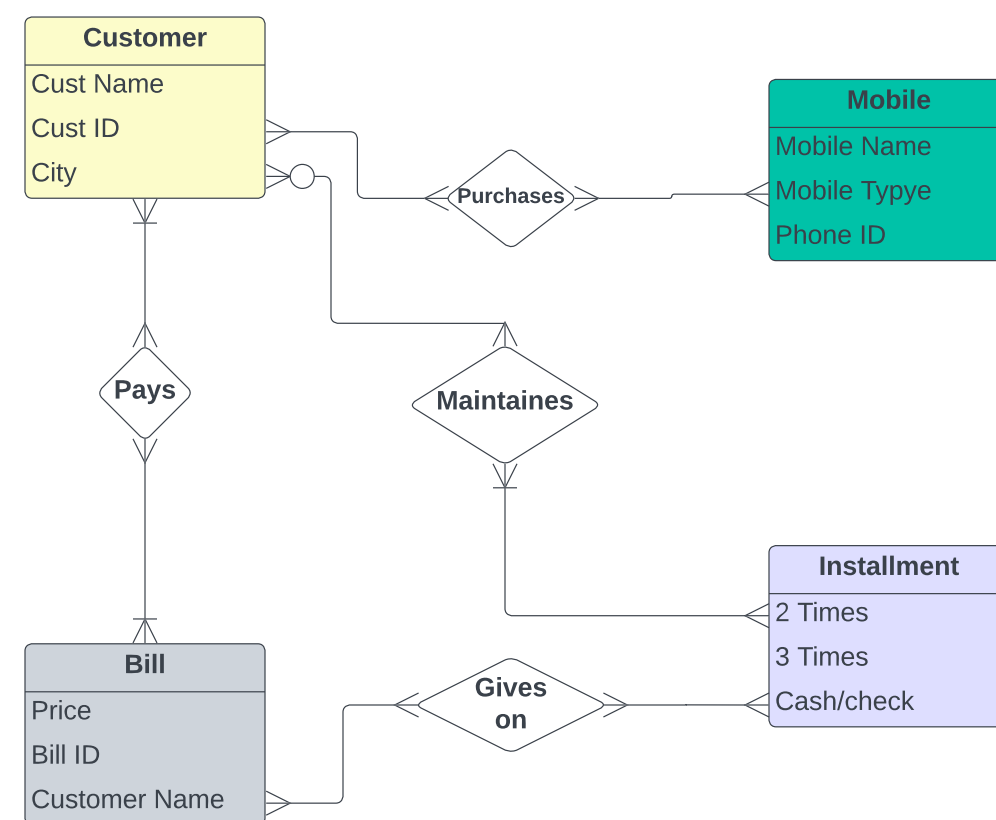 Customer
Cust Name
Cust ID
City
Mobile
Mobile Name
Mobile Typye
Phone ID
Purchases
Pays
Maintaines
Installment
2 Times
3 Times
Cash/check
Gives
on
Bill
Price
Bill ID
Customer Name